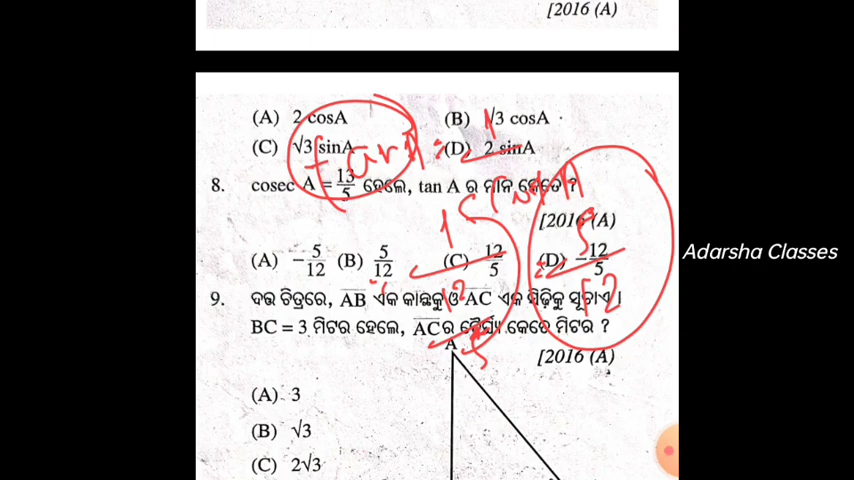 [2016 (A)
(A) 2 cosA (B) √3 cosA
(C) √3 sinA (D) 2 sinA
8. cosec A = 13/5 ହେଲେ, tan A ର ମାନ କେତେ ?
[2016 (A)
(A) −5/12 (B) 5/12 (C) 12/5 (D) −12/5
9. ଦତ୍ତ ଚିତ୍ରରେ, AB ଏକ କାନ୍ଥକୁ ଓ AC ଏକ ସିଢ଼ିକୁ ସୂଚାଏ ।
BC = 3 ମିଟର ହେଲେ, ACର ଦୈର୍ଘ୍ୟ କେତେ ମିଟର ?
[2016 (A)
A
(A) 3
(B) √3
(C) 2√3
Adarsha Classes